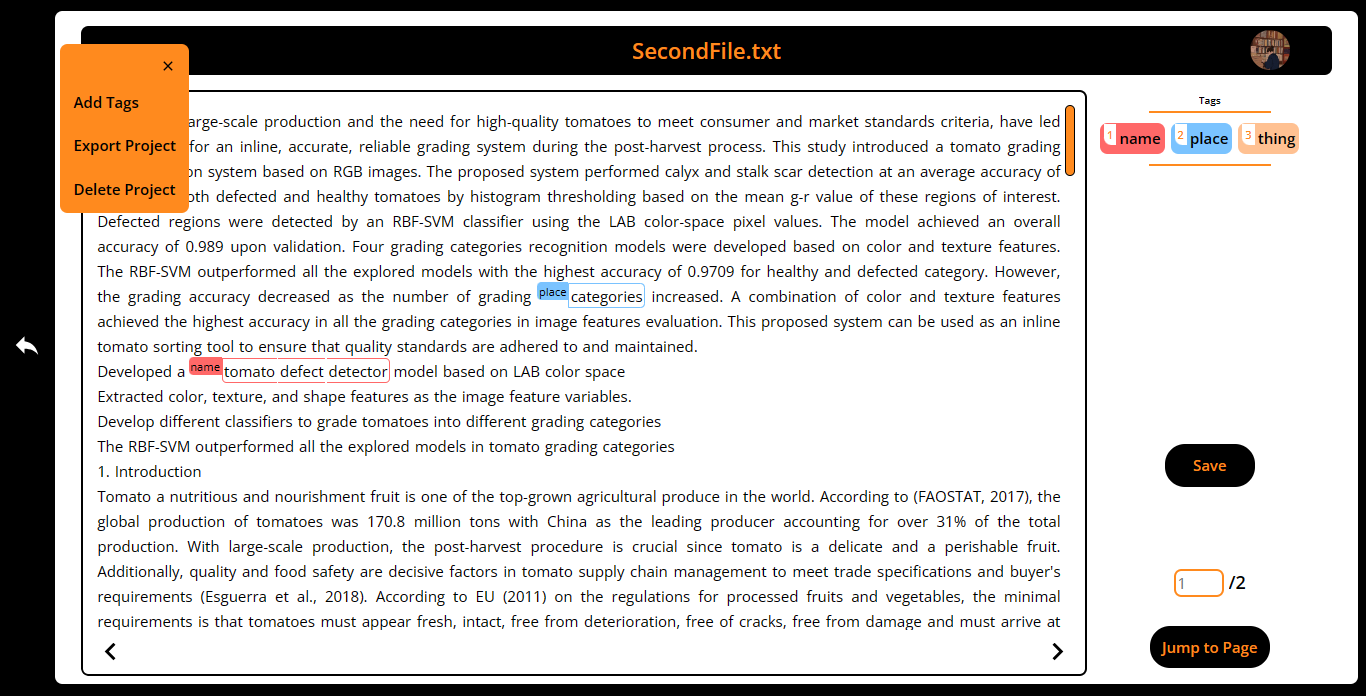 SecondFile.txt
×
Add Tags
Export Project
Delete Project
arge-scale production and the need for high-quality tomatoes to meet consumer and market standards criteria, have led
for an inline, accurate, reliable grading system during the post-harvest process. This study introduced a tomato grading
on system based on RGB images. The proposed system performed calyx and stalk scar detection at an average accuracy of
oth defected and healthy tomatoes by histogram thresholding based on the mean g-r value of these regions of interest.
Defected regions were detected by an RBF-SVM classifier using the LAB color-space pixel values. The model achieved an overall
accuracy of 0.989 upon validation. Four grading categories recognition models were developed based on color and texture features.
The RBF-SVM outperformed all the explored models with the highest accuracy of 0.9709 for healthy and defected category. However,
the grading accuracy decreased as the number of grading place categories increased. A combination of color and texture features
achieved the highest accuracy in all the grading categories in image features evaluation. This proposed system can be used as an inline
tomato sorting tool to ensure that quality standards are adhered to and maintained.
Developed a name tomato defect detector model based on LAB color space
Extracted color, texture, and shape features as the image feature variables.
Develop different classifiers to grade tomatoes into different grading categories
The RBF-SVM outperformed all the explored models in tomato grading categories
1. Introduction
Tomato a nutritious and nourishment fruit is one of the top-grown agricultural produce in the world. According to (FAOSTAT, 2017), the
global production of tomatoes was 170.8 million tons with China as the leading producer accounting for over 31% of the total
production. With large-scale production, the post-harvest procedure is crucial since tomato is a delicate and a perishable fruit.
Additionally, quality and food safety are decisive factors in tomato supply chain management to meet trade specifications and buyer's
requirements (Esguerra et al., 2018). According to EU (2011) on the regulations for processed fruits and vegetables, the minimal
requirements is that tomatoes must appear fresh, intact, free from deterioration, free of cracks, free from damage and must arrive at
Tags
1 name 2 place 3 thing
Save
1 /2
Jump to Page